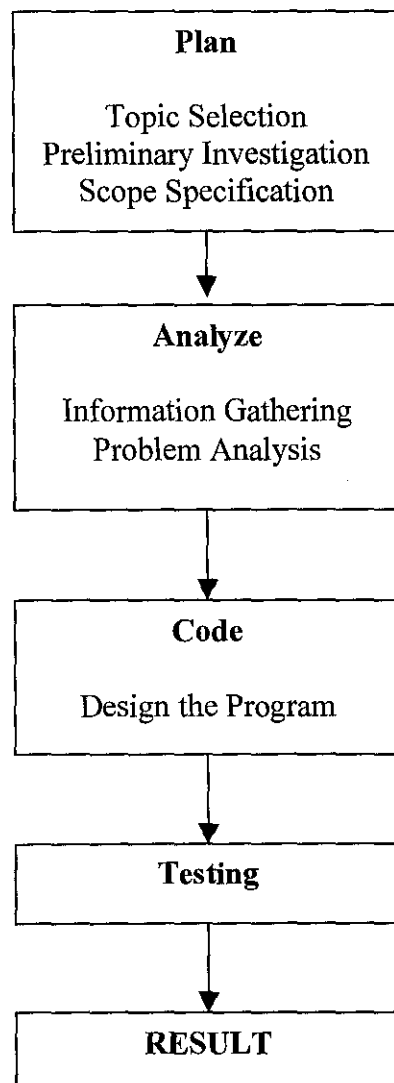 Plan
Topic Selection
Preliminary Investigation
Scope Specification
Analyze
Information Gathering
Problem Analysis
Code
Design the Program
Testing
RESULT